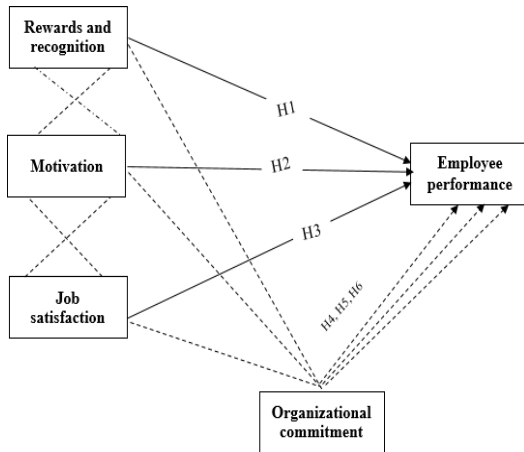 Rewards and
recognition
H1
Motivation
H2
Employee
performance
H3
Job
satisfaction
H4, H5, H6
Organizational
commitment